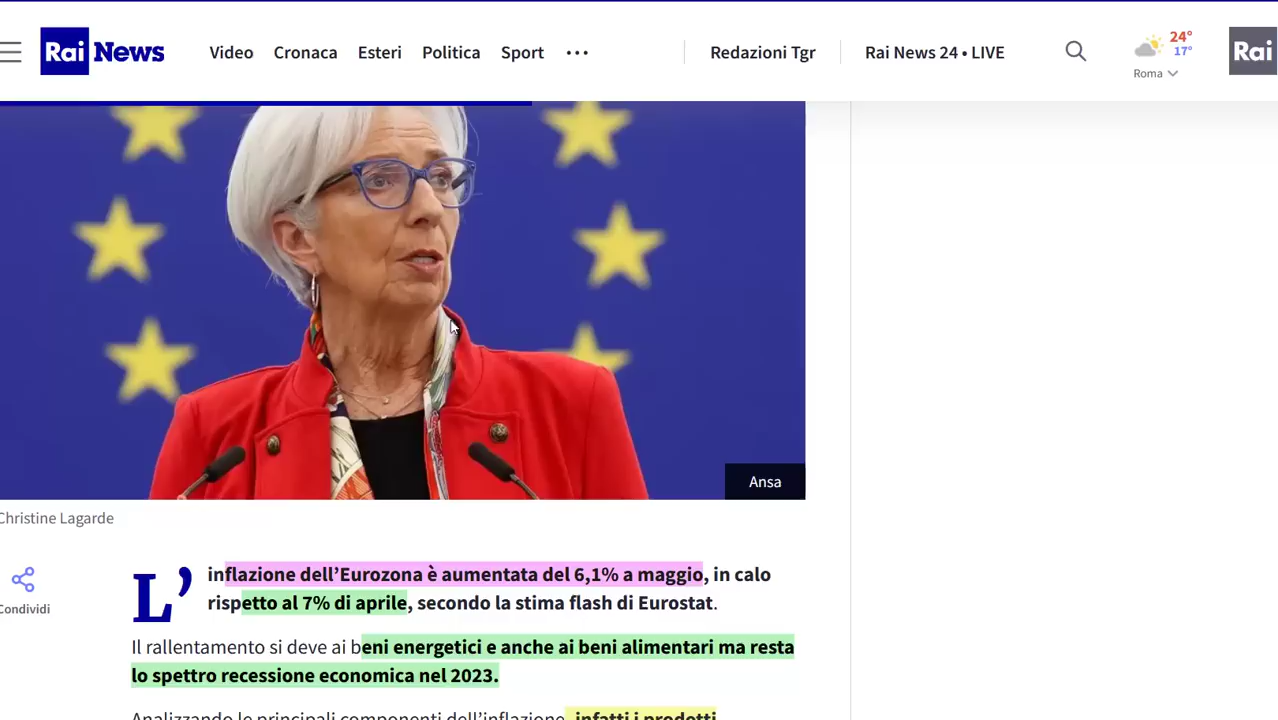 Rai News Video Cronaca Esteri Politica Sport ••• Redazioni Tgr Rai News 24 • LIVE 24° Rai
17°
Roma
Ansa
Christine Lagarde
L’inflazione dell’Eurozona è aumentata del 6,1% a maggio, in calo
rispetto al 7% di aprile, secondo la stima flash di Eurostat.
Condividi
Il rallentamento si deve ai beni energetici e anche ai beni alimentari ma resta
lo spettro recessione economica nel 2023.
Analizzando le principali componenti dell’inflazione, infatti i prodotti